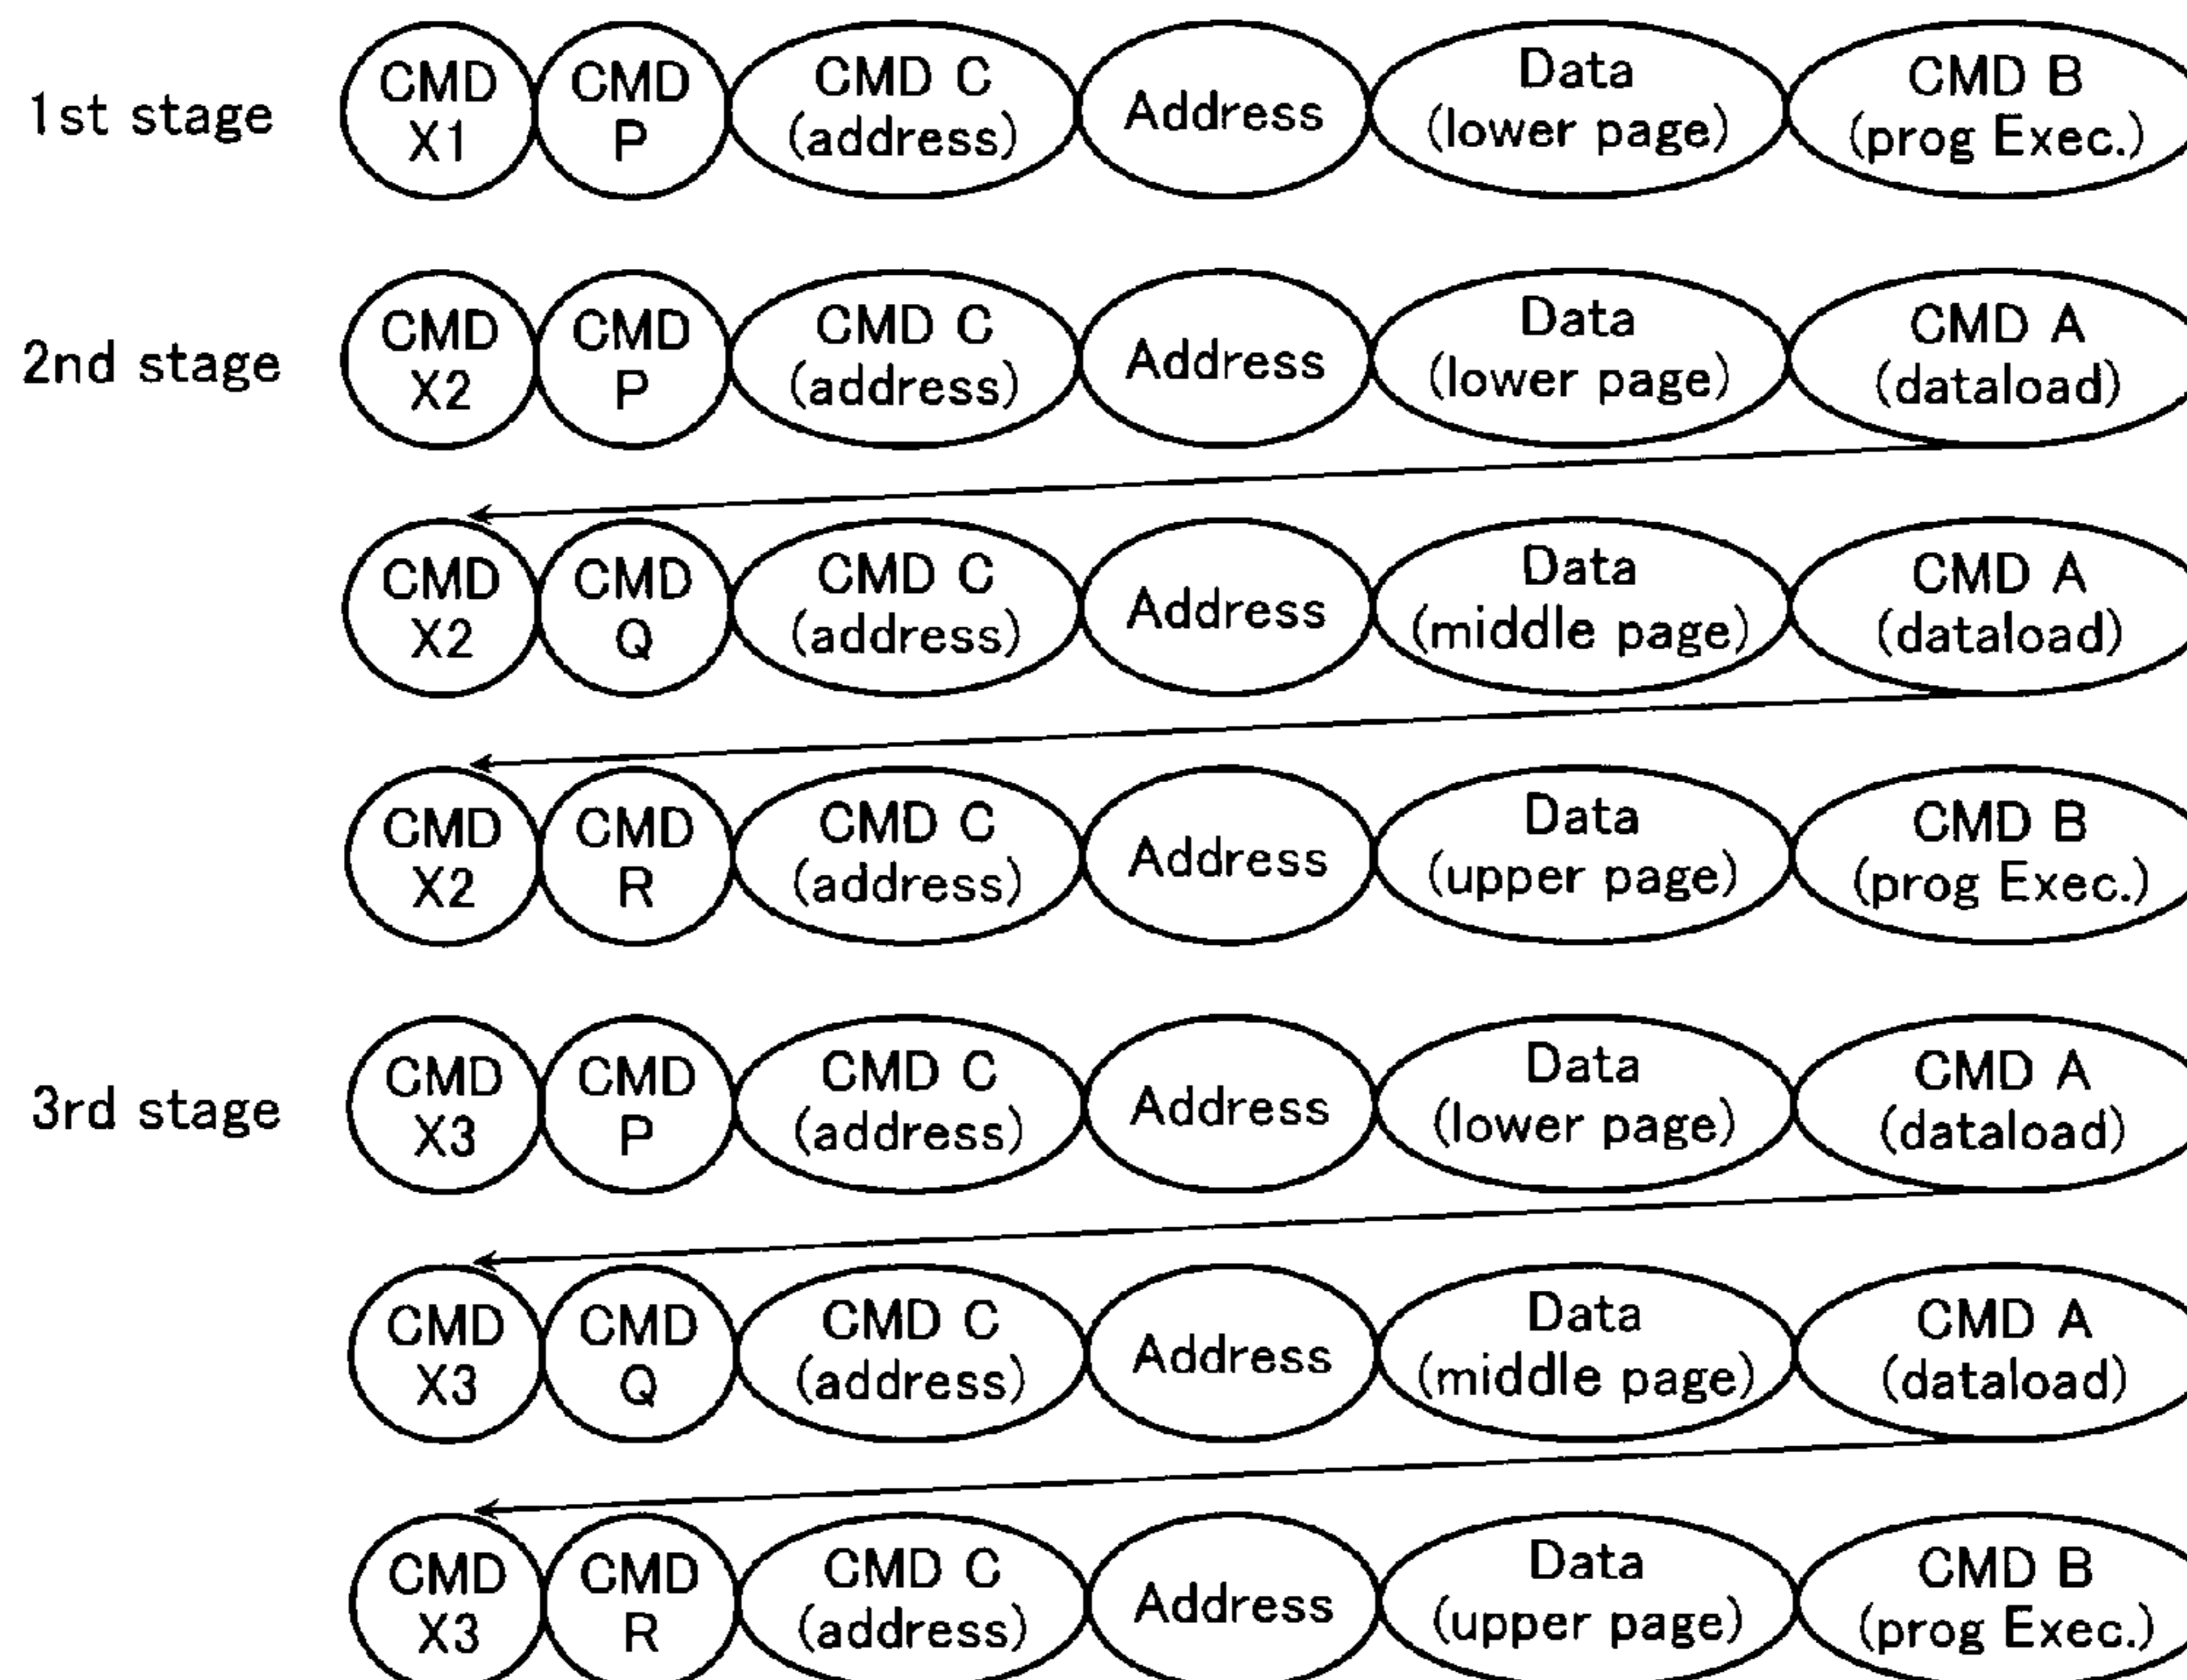 1st stage CMD X1 CMD P CMD C (address) Address Data (lower page) CMD B (prog Exec.)
2nd stage CMD X2 CMD P CMD C (address) Address Data (lower page) CMD A (dataload)
CMD X2 CMD Q CMD C (address) Address Data (middle page) CMD A (dataload)
CMD X2 CMD R CMD C (address) Address Data (upper page) CMD B (prog Exec.)
3rd stage CMD X3 CMD P CMD C (address) Address Data (lower page) CMD A (dataload)
CMD X3 CMD Q CMD C (address) Address Data (middle page) CMD A (dataload)
CMD X3 CMD R CMD C (address) Address Data (upper page) CMD B (prog Exec.)